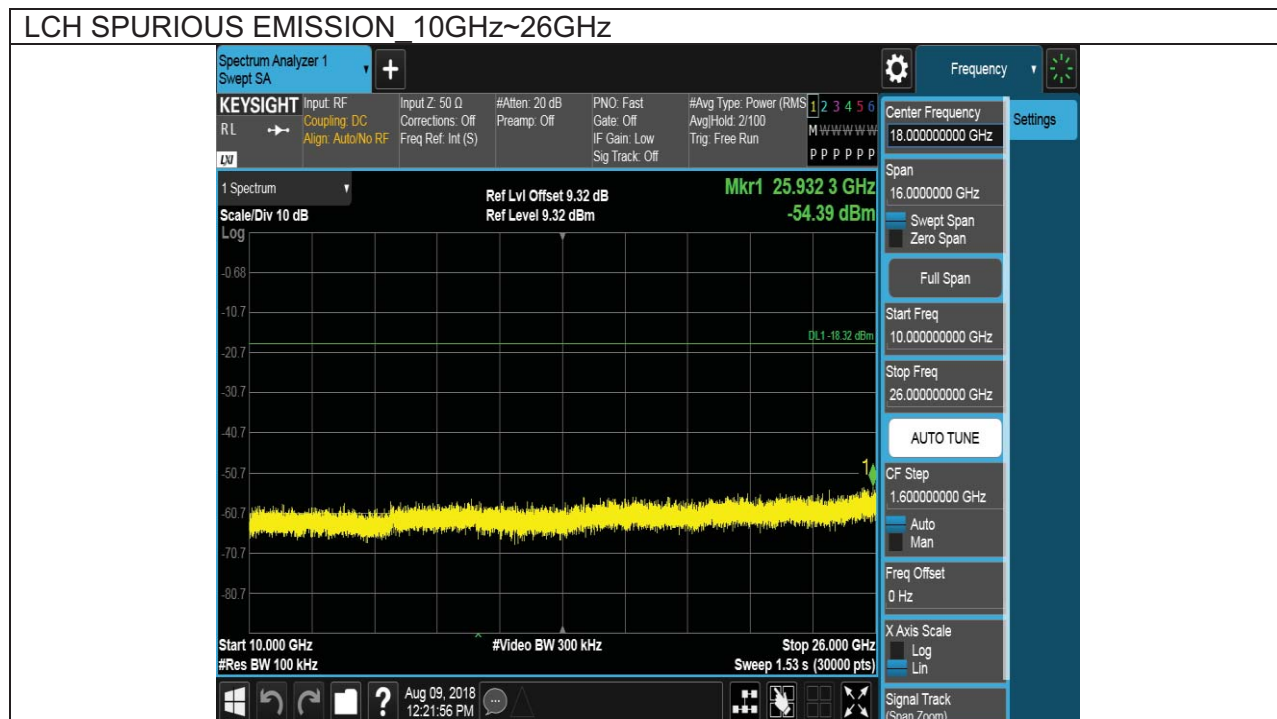 LCH SPURIOUS EMISSION_10GHz~26GHz
Spectrum Analyzer 1
Swept SA
+
Frequency
KEYSIGHT
RL
LXI
Input: RF
Coupling: DC
Align: Auto/No RF
Input Z: 50 Ω
Corrections: Off
Freq Ref: Int (S)
#Atten: 20 dB
Preamp: Off
PNO: Fast
Gate: Off
IF Gain: Low
Sig Track: Off
#Avg Type: Power (RMS
Avg|Hold: 2/100
Trig: Free Run
1 2 3 4 5 6
M W W W W W
P P P P P P
1 Spectrum
Scale/Div 10 dB
Log
Ref Lvl Offset 9.32 dB
Ref Level 9.32 dBm
Mkr1 25.932 3 GHz
-54.39 dBm
-0.68
-10.7
DL1 -18.32 dBm
-20.7
-30.7
-40.7
-50.7
1
-60.7
-70.7
-80.7
Start 10.000 GHz
#Res BW 100 kHz
#Video BW 300 kHz
Stop 26.000 GHz
Sweep 1.53 s (30000 pts)
?
Aug 09, 2018
12:21:56 PM
Center Frequency
18.000000000 GHz
Settings
Span
16.0000000 GHz
Swept Span
Zero Span
Full Span
Start Freq
10.000000000 GHz
Stop Freq
26.000000000 GHz
AUTO TUNE
CF Step
1.600000000 GHz
Auto
Man
Freq Offset
0 Hz
X Axis Scale
Log
Lin
Signal Track
(Span Zoom)